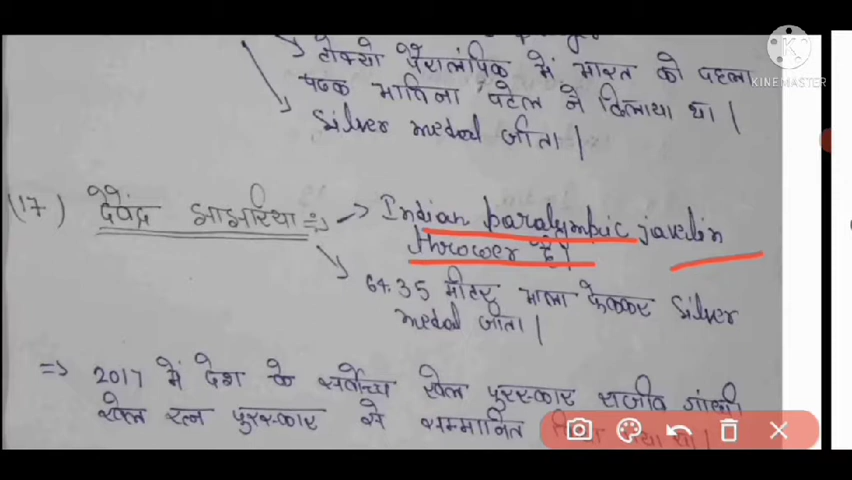 टोक्यो पैरालंपिक में भारत को पहला
पदक भाविना पटेल ने दिलाया था |
Silver medal जीता |
KINEMASTER
(17) देवेंद्र झाझरिया => -> Indian paralympic javelin
thrower है |
64.35 मीटर भाला फेककर Silver
medal जीता |
=> 2017 में देश के सर्वोच्च खेल पुरस्कार राजीव गांधी
खेल रत्न पुरस्कार से सम्मानित किया गया था |